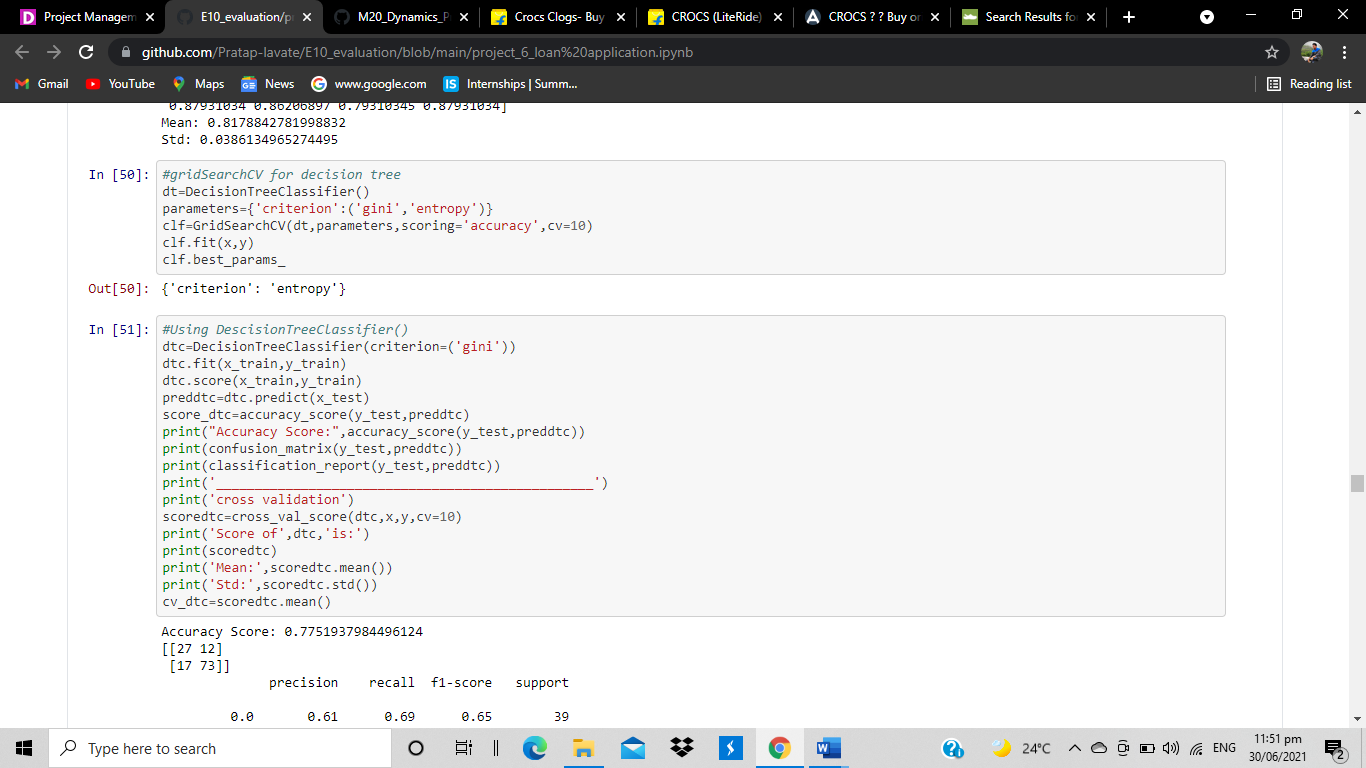 Project Managem
E10_evaluation/pr
M20_Dynamics_P
Crocs Clogs- Buy
CROCS (LiteRide)
CROCS ? ? Buy or
Search Results fo
github.com/Pratap-lavate/E10_evaluation/blob/main/project_6_loan%20application.ipynb
Gmail
YouTube
Maps
News
www.google.com
IS Internships | Summ...
Reading list
0.87931034 0.86206897 0.79310345 0.87931034]
Mean: 0.8178842781998832
Std: 0.0386134965274495
In [50]:
#gridSearchCV for decision tree
dt=DecisionTreeClassifier()
parameters={'criterion':('gini','entropy')}
clf=GridSearchCV(dt,parameters,scoring='accuracy',cv=10)
clf.fit(x,y)
clf.best_params_
Out[50]: {'criterion': 'entropy'}
In [51]:
#Using DescisionTreeClassifier()
dtc=DecisionTreeClassifier(criterion=('gini'))
dtc.fit(x_train,y_train)
dtc.score(x_train,y_train)
preddtc=dtc.predict(x_test)
score_dtc=accuracy_score(y_test,preddtc)
print("Accuracy Score:",accuracy_score(y_test,preddtc))
print(confusion_matrix(y_test,preddtc))
print(classification_report(y_test,preddtc))
print('_________________________________________________')
print('cross validation')
scoredtc=cross_val_score(dtc,x,y,cv=10)
print('Score of',dtc,'is:')
print(scoredtc)
print('Mean:',scoredtc.mean())
print('Std:',scoredtc.std())
cv_dtc=scoredtc.mean()
Accuracy Score: 0.7751937984496124
[[27 12]
[17 73]]
precision recall f1-score support
0.0 0.61 0.69 0.65 39
Type here to search
24°C
ENG
11:51 pm
30/06/2021
2